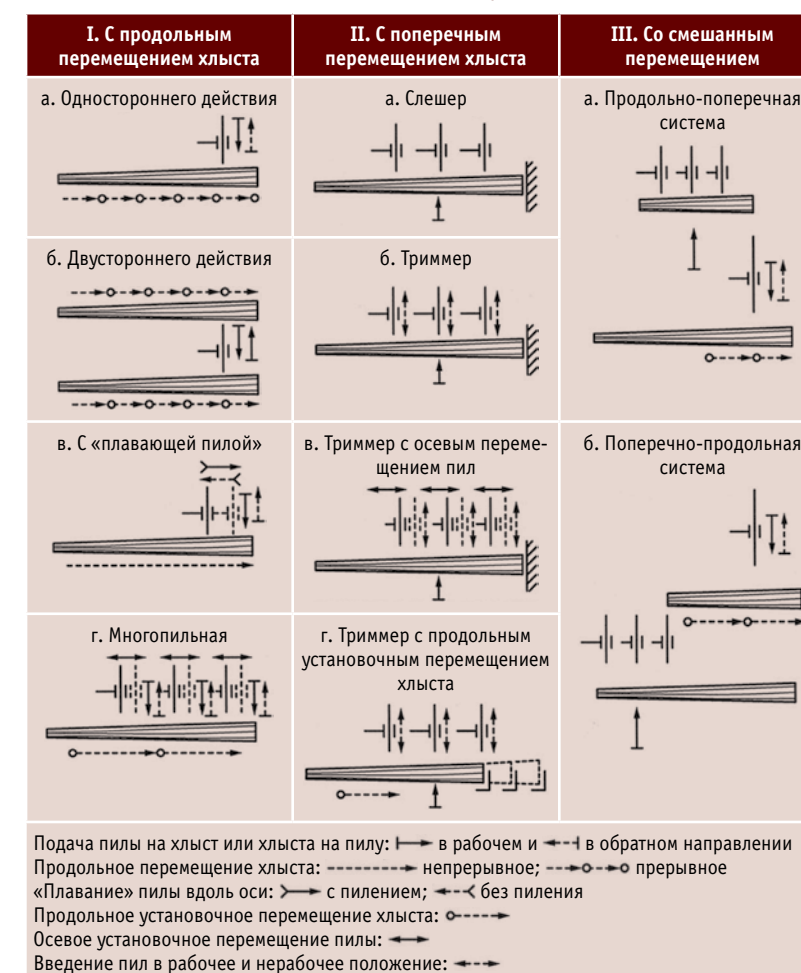 I. С продольным
перемещением хлыста
II. С поперечным
перемещением хлыста
III. Со смешанным
перемещением
а. Одностороннего действия
а. Слешер
а. Продольно-поперечная
система
б. Двустороннего действия
б. Триммер
в. С «плавающей пилой»
в. Триммер с осевым переме-
щением пил
б. Поперечно-продольная
система
г. Многопильная
г. Триммер с продольным
установочным перемещением
хлыста
Подача пилы на хлыст или хлыста на пилу: в рабочем и в обратном направлении
Продольное перемещение хлыста: непрерывное; прерывное
«Плавание» пилы вдоль оси: с пилением; без пиления
Продольное установочное перемещение хлыста:
Осевое установочное перемещение пилы:
Введение пил в рабочее и нерабочее положение: